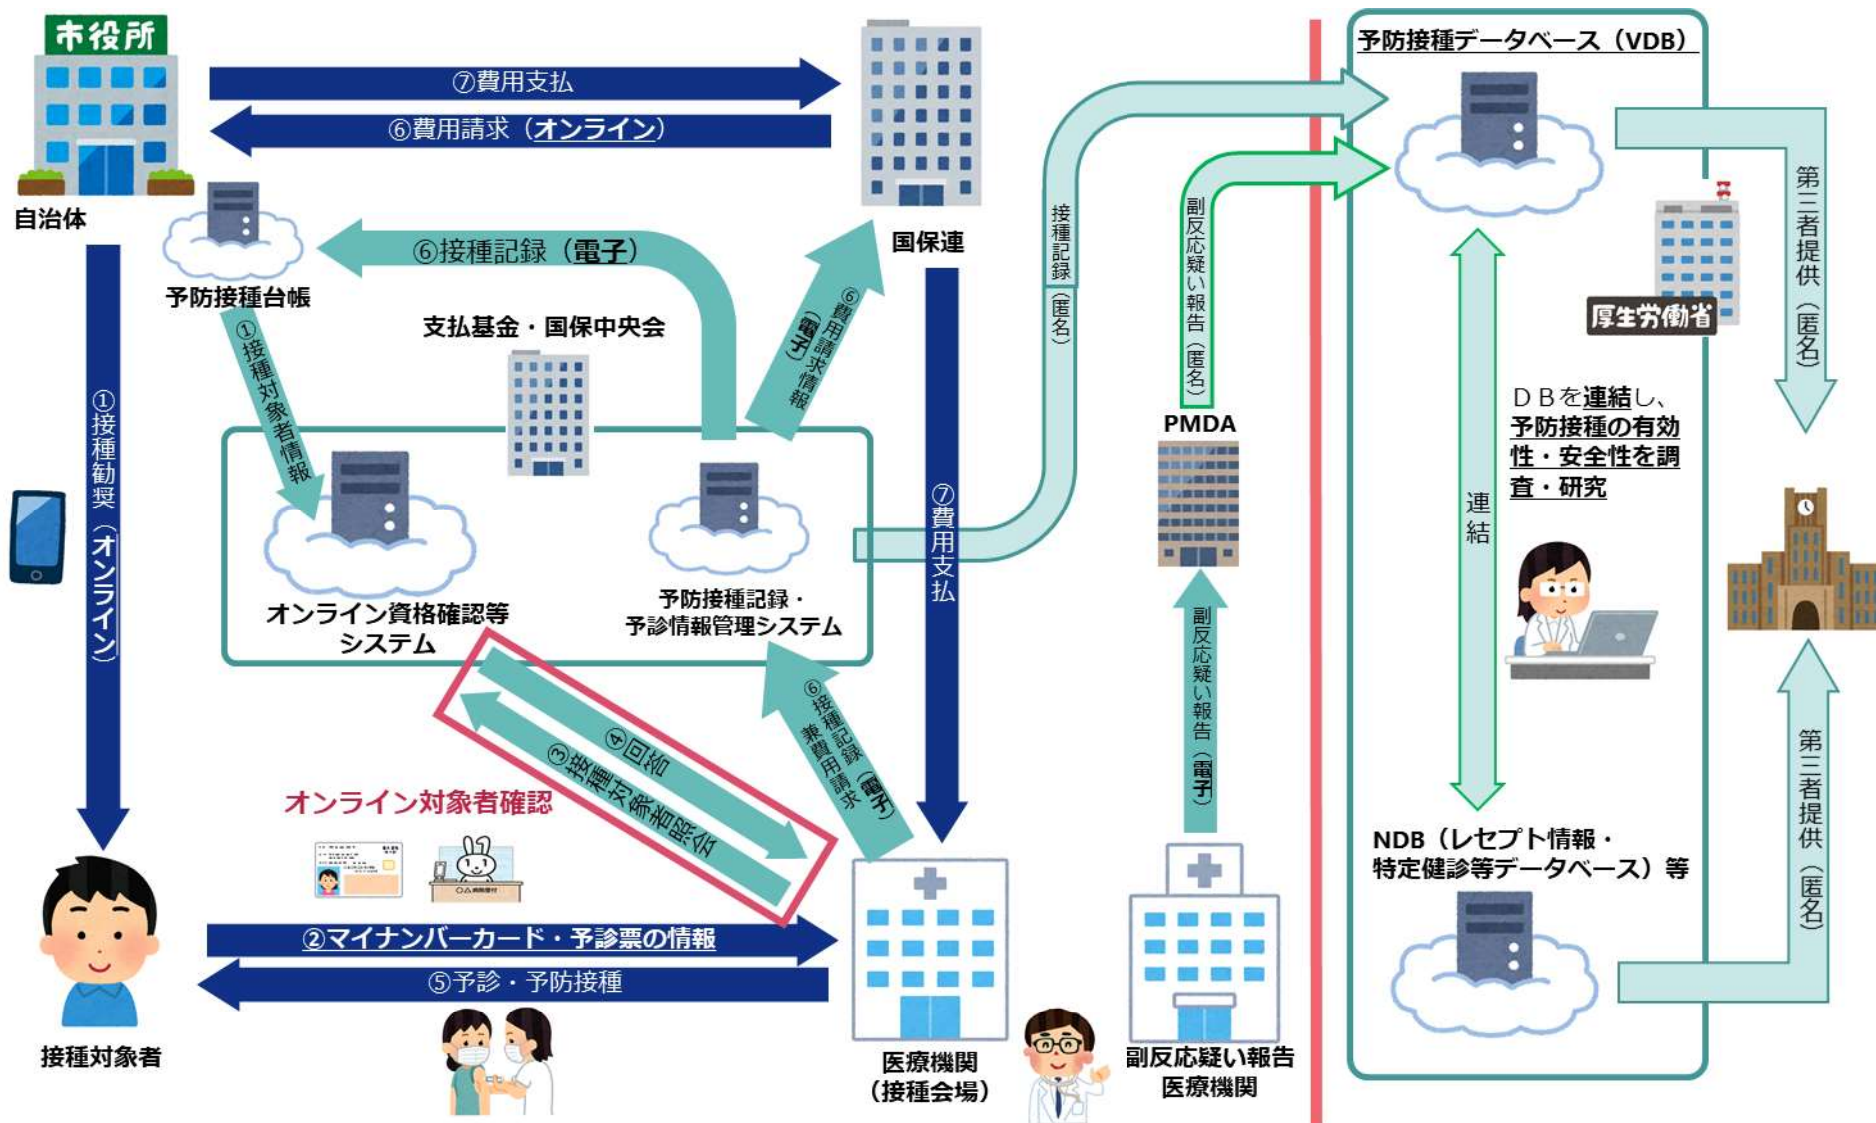 市役所
⑦費用支払
⑥費用請求（オンライン）
自治体
国保連
予防接種台帳
⑥接種記録（電子）
⑥費用請求情報
（電子）
支払基金・国保中央会
①接種対象者情報
①接種勧奨（オンライン）
オンライン資格確認等
システム
予防接種記録・
予診情報管理システム
⑦費用支払
④回答
③接種対象者照会
⑥接種記録（電子）
兼費用請求
オンライン対象者確認
②マイナンバーカード・予診票の情報
⑤予診・予防接種
接種対象者
医療機関
（接種会場）
接種記録（匿名）
副反応疑い報告（匿名）
PMDA
副反応疑い報告（電子）
副反応疑い報告
医療機関
予防接種データベース（VDB）
厚生労働省
第三者提供（匿名）
ＤＢを連結し、
予防接種の有効
性・安全性を調
査・研究
連結
NDB（レセプト情報・
特定健診等データベース）等
第三者提供（匿名）